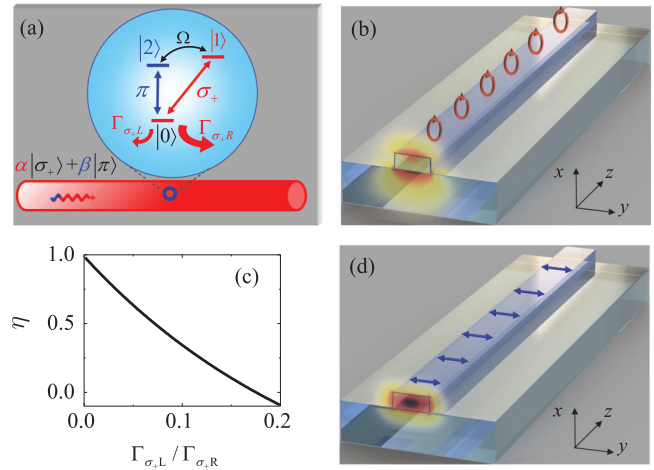 (a)
Ω
|2⟩
|1⟩
π
σ₊
Γσ₊L
|0⟩
Γσ₊R
α|σ₊⟩+β|π⟩
(b)
x
z
y
(c)
1.0
0.5
0.0
η
0.0
0.1
0.2
Γσ₊L / Γσ₊R
(d)
x
z
y